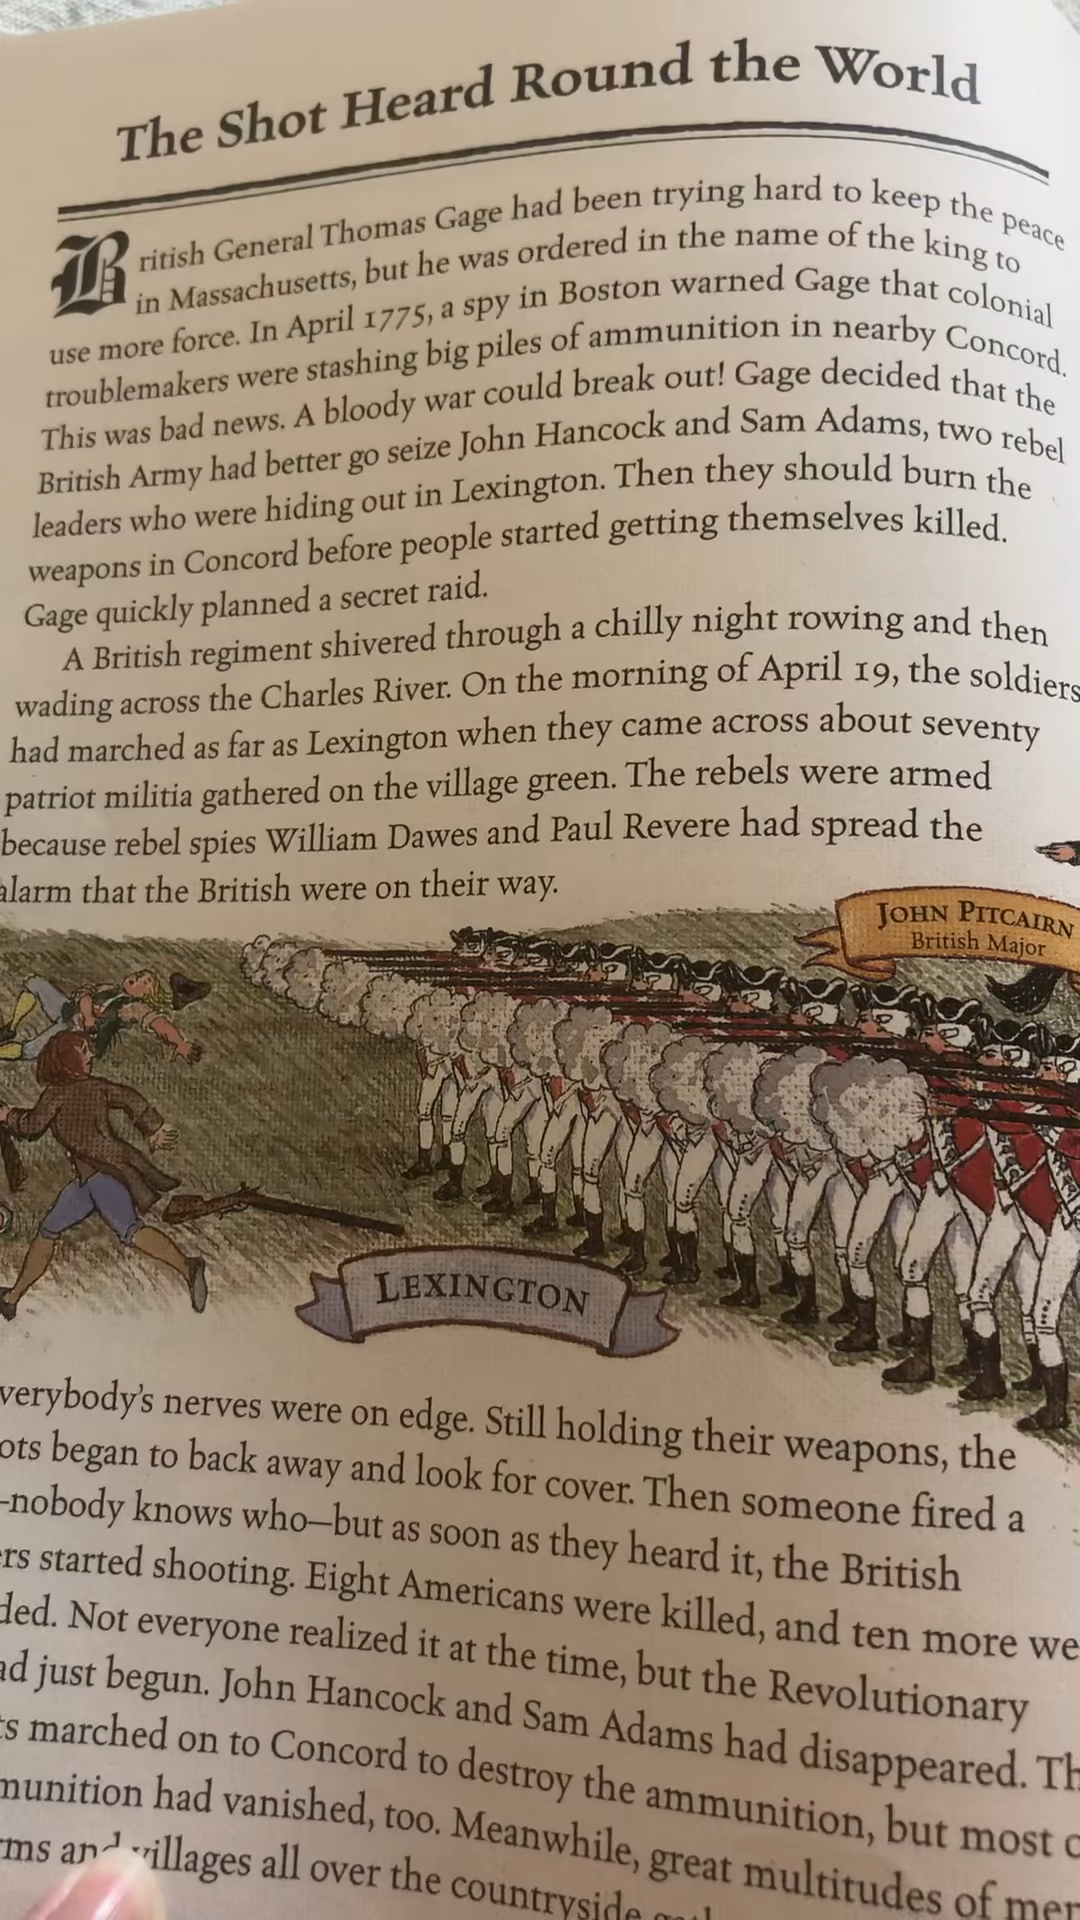 The Shot Heard Round the World
British General Thomas Gage had been trying hard to keep the peace
in Massachusetts, but he was ordered in the name of the king to
use more force. In April 1775, a spy in Boston warned Gage that colonial
troublemakers were stashing big piles of ammunition in nearby Concord.
This was bad news. A bloody war could break out! Gage decided that the
British Army had better go seize John Hancock and Sam Adams, two rebel
leaders who were hiding out in Lexington. Then they should burn the
weapons in Concord before people started getting themselves killed.
Gage quickly planned a secret raid.
A British regiment shivered through a chilly night rowing and then
wading across the Charles River. On the morning of April 19, the soldiers
had marched as far as Lexington when they came across about seventy
patriot militia gathered on the village green. The rebels were armed
because rebel spies William Dawes and Paul Revere had spread the
alarm that the British were on their way.
JOHN PITCAIRN
British Major
LEXINGTON
verybody's nerves were on edge. Still holding their weapons, the
ots began to back away and look for cover. Then someone fired a
—nobody knows who—but as soon as they heard it, the British
ers started shooting. Eight Americans were killed, and ten more we
ded. Not everyone realized it at the time, but the Revolutionary
ad just begun. John Hancock and Sam Adams had disappeared. Th
ts marched on to Concord to destroy the ammunition, but most o
munition had vanished, too. Meanwhile, great multitudes of men
rms and villages all over the countryside